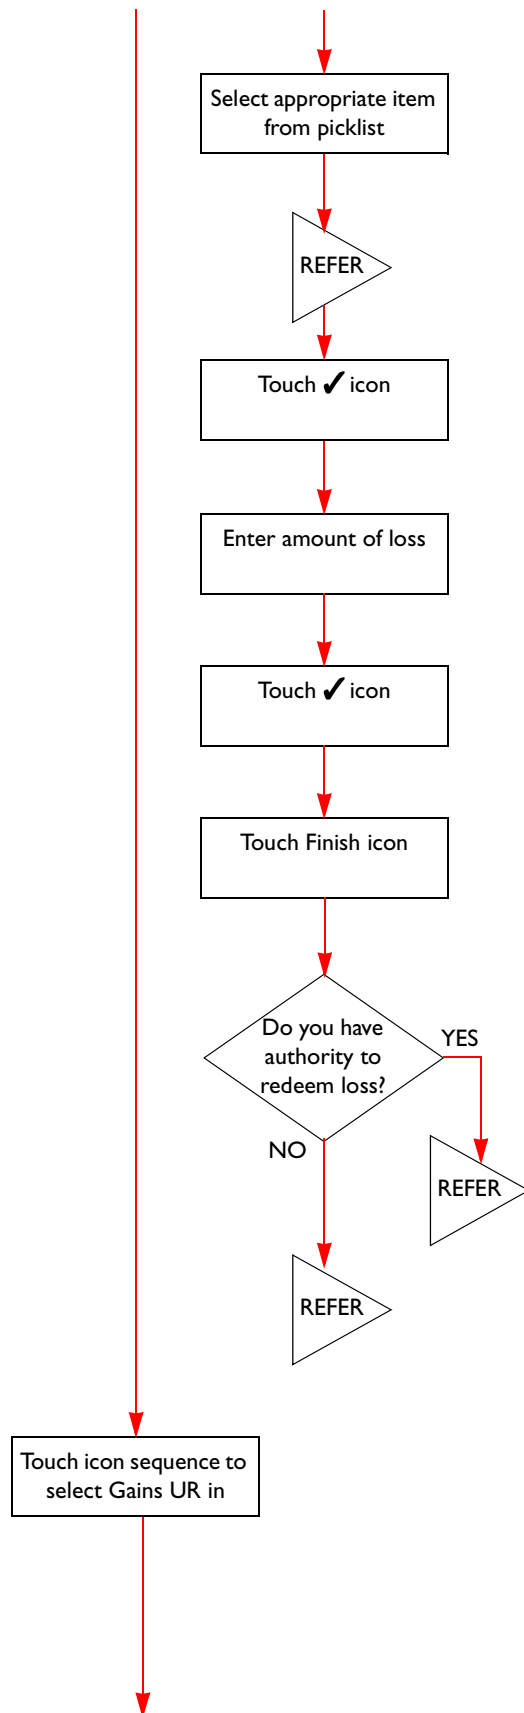 Select appropriate item
from picklist
REFER
Touch ✓ icon
Enter amount of loss
Touch ✓ icon
Touch Finish icon
Do you have
authority to
redeem loss?
YES
NO
REFER
REFER
Touch icon sequence to
select Gains UR in